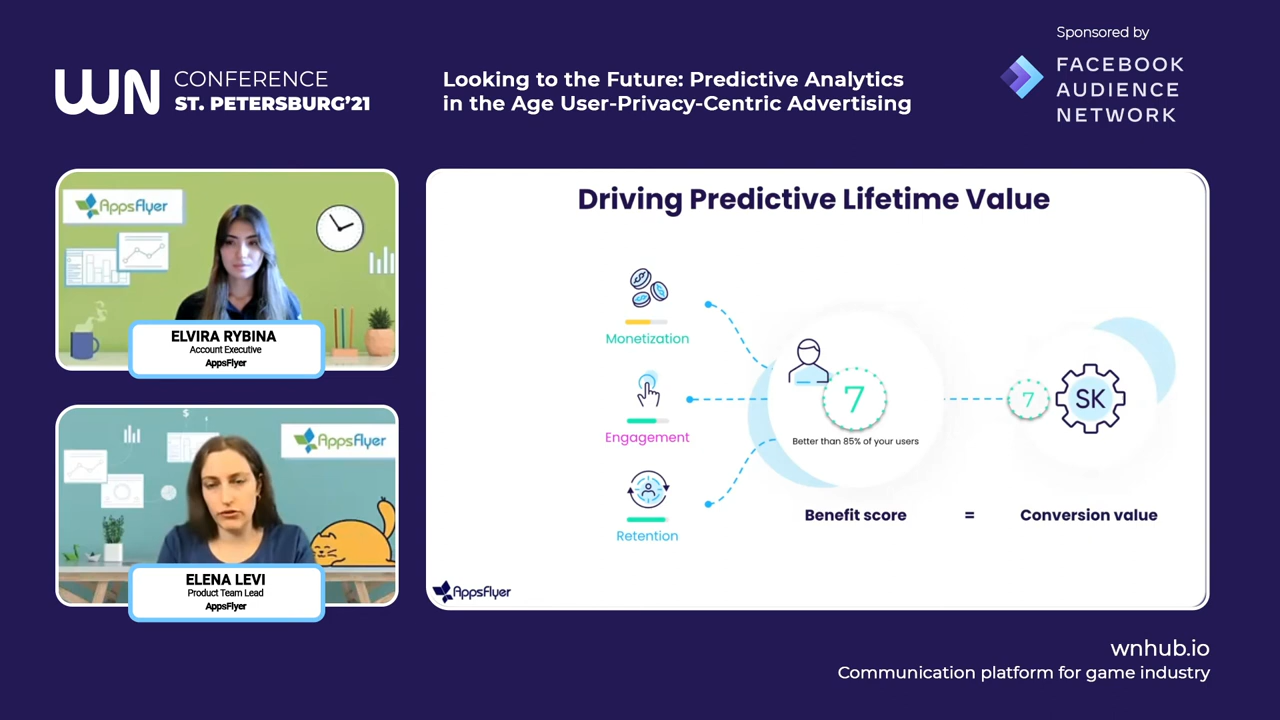 Sponsored by
WN CONFERENCE
ST. PETERSBURG'21
Looking to the Future: Predictive Analytics
in the Age User-Privacy-Centric Advertising
FACEBOOK
AUDIENCE
NETWORK
AppsFlyer
ELVIRA RYBINA
Account Executive
AppsFlyer
AppsFlyer
ELENA LEVI
Product Team Lead
AppsFlyer
Driving Predictive Lifetime Value
Monetization
Engagement
Retention
7
Better than 85% of your users
7
SK
Benefit score = Conversion value
AppsFlyer
wnhub.io
Communication platform for game industry